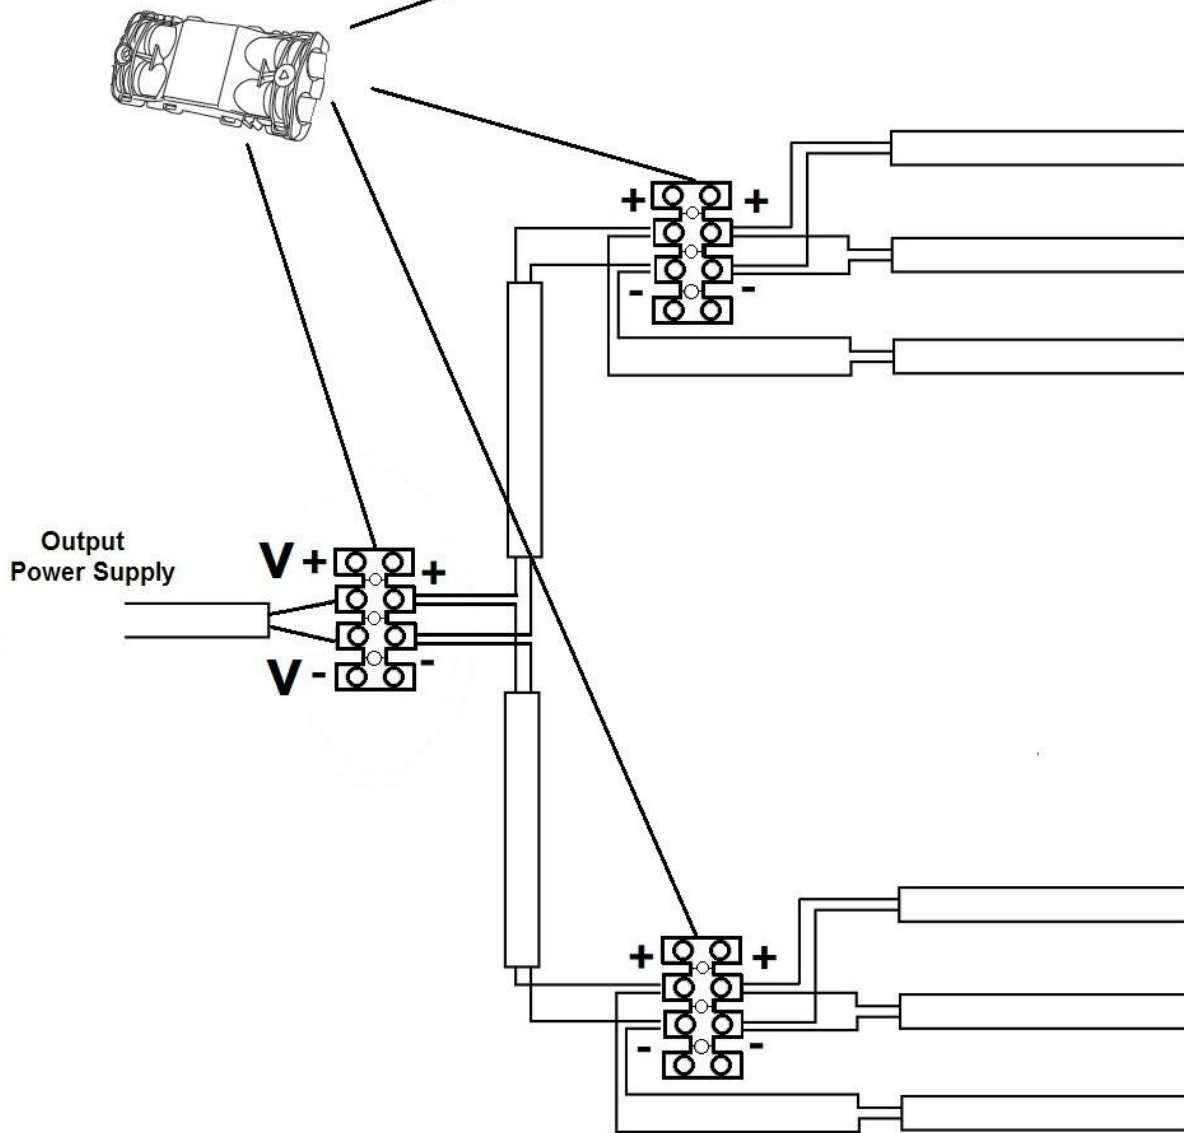 + +
- -
Output
Power Supply
V + +
V - -
+ +
- -